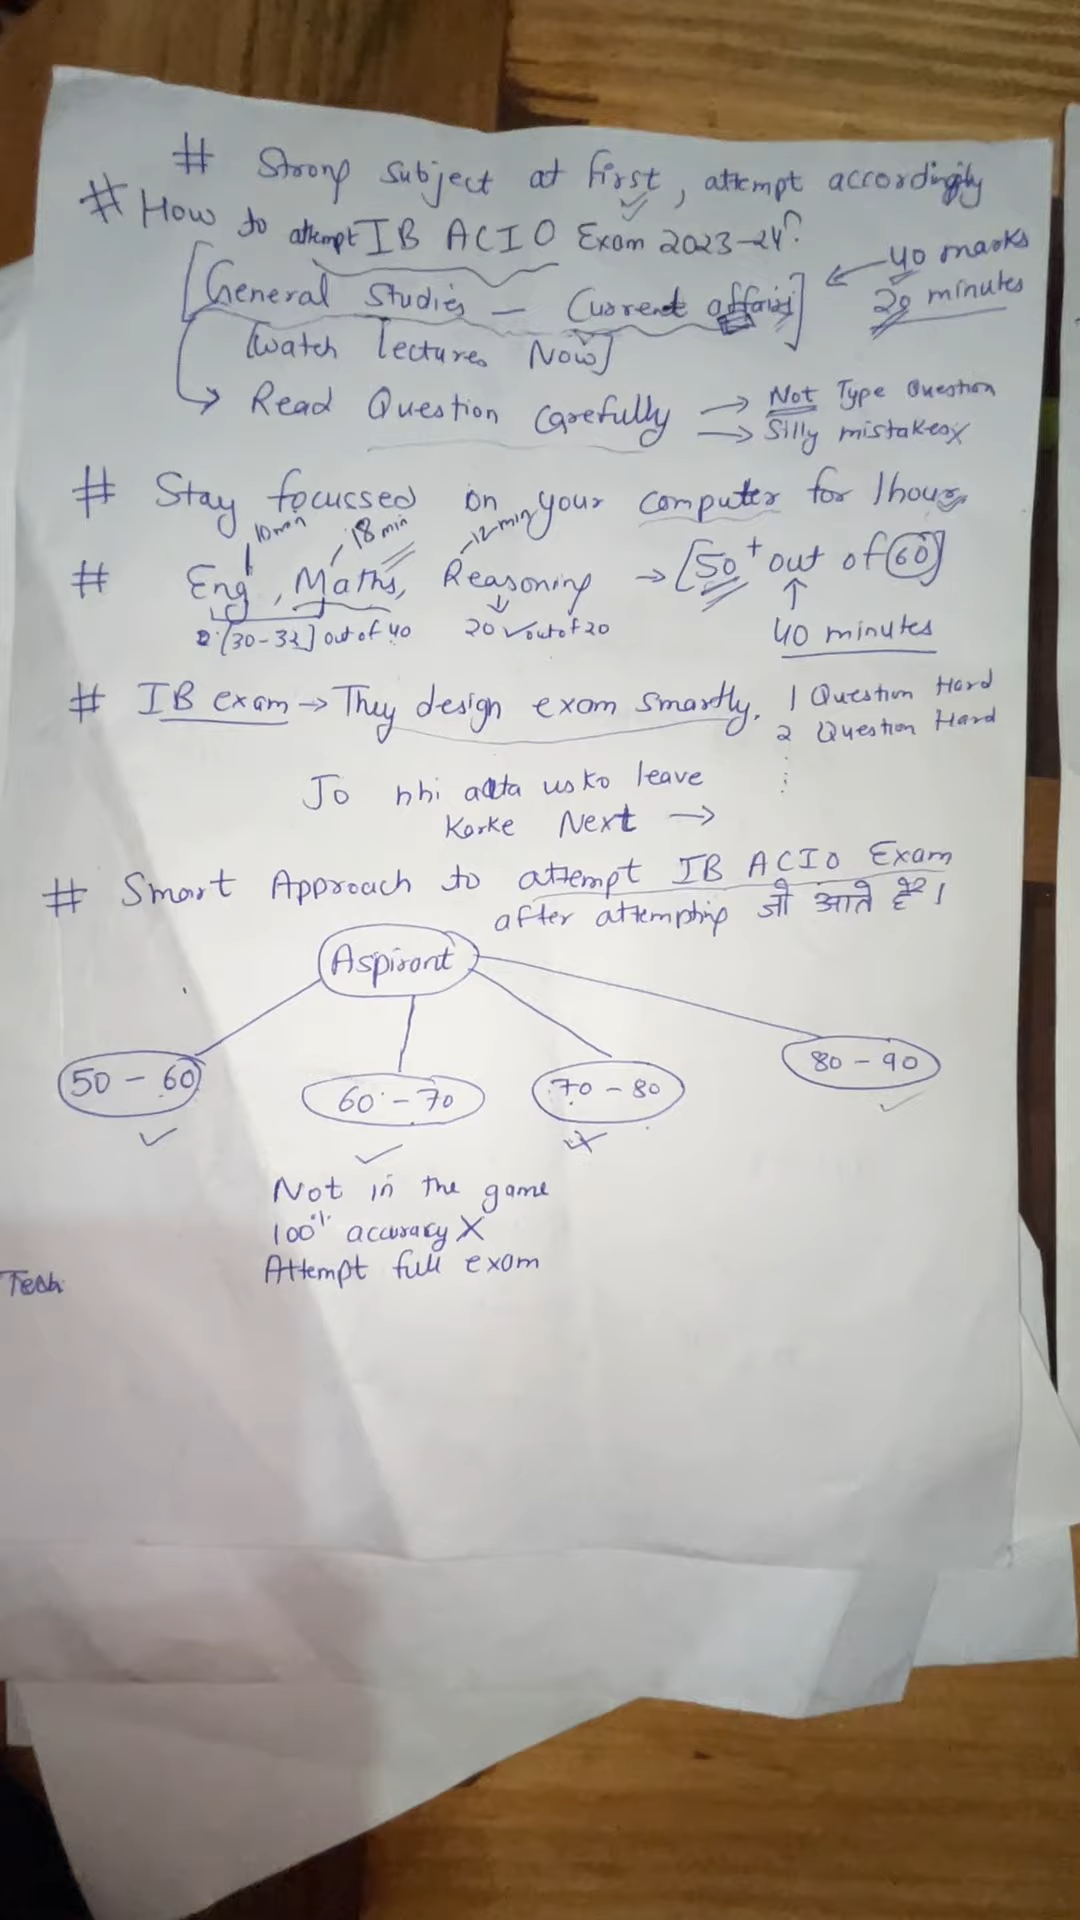 # Strong subject at first, attempt accordingly
# How to attempt IB ACIO Exam 2023-24?
[General Studies - Current affairs] ← 40 marks
20 minutes
[Watch lectures Now]
→ Read Question Carefully → Not Type Question
→ Silly mistakes X
# Stay focussed on your computer for 1 hour
10 min 18 min 12 min
# Eng, Maths, Reasoning → [50+ out of 60]
[30-32] out of 40 20 ✓ out of 20 40 minutes
# IB exam → They design exam smartly. 1 Question Hard
2 Question Hard
Jo nhi aata usko leave
Karke Next →
# Smart Approach to attempt IB ACIO Exam
after attempting जो आते हैं।
Aspirant
50 - 60 60 - 70 70 - 80 80 - 90
Not in the game
100% accuracy X
Attempt full exam
Tech